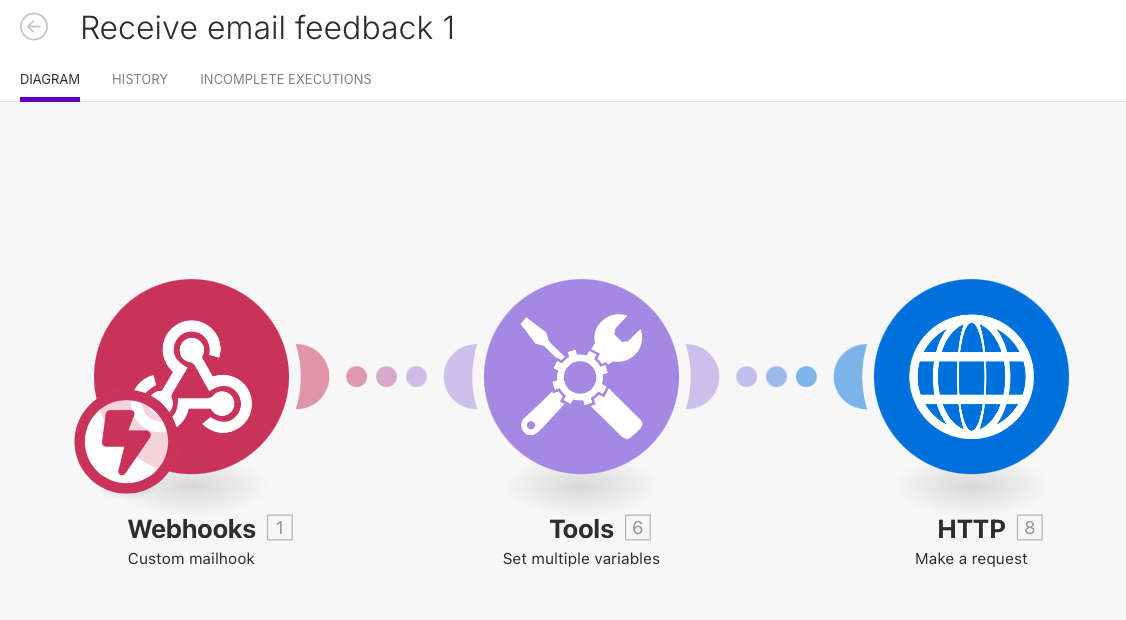 Receive email feedback 1
DIAGRAM HISTORY INCOMPLETE EXECUTIONS
Webhooks 1
Custom mailhook
Tools 6
Set multiple variables
HTTP 8
Make a request